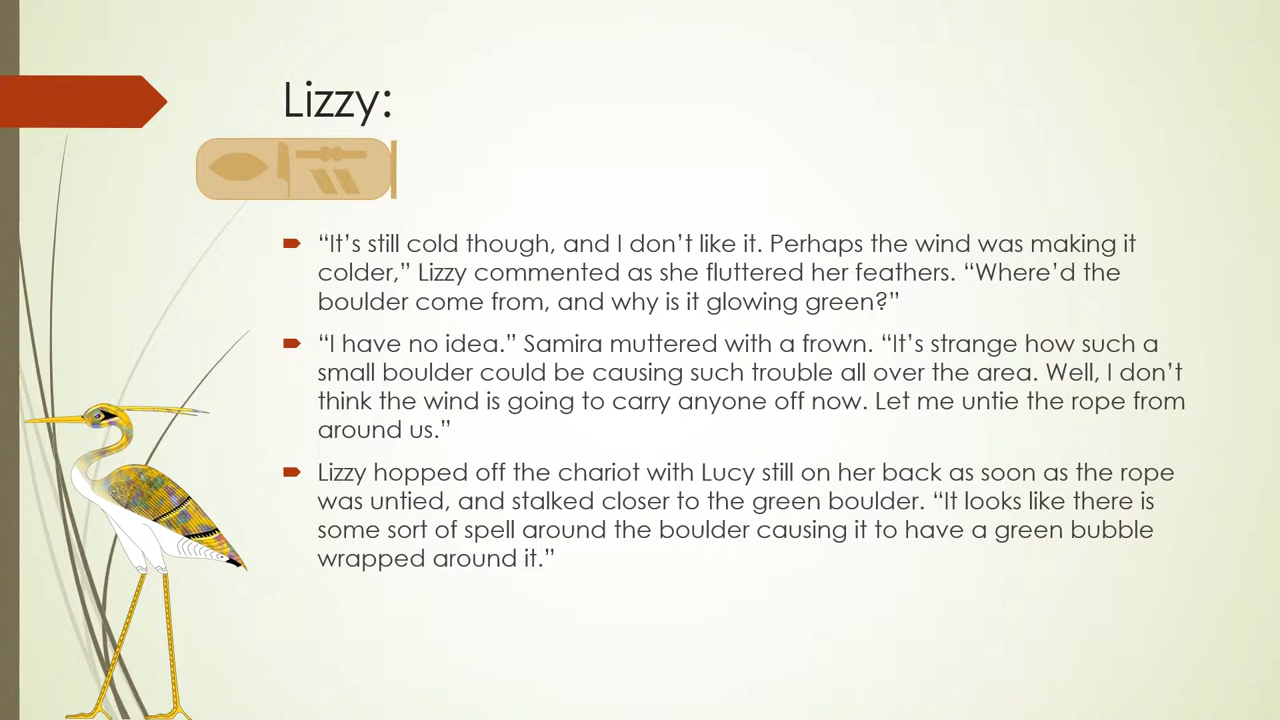 Lizzy:
“It’s still cold though, and I don’t like it. Perhaps the wind was making it
colder,” Lizzy commented as she fluttered her feathers. “Where’d the
boulder come from, and why is it glowing green?”
“I have no idea.” Samira muttered with a frown. “It’s strange how such a
small boulder could be causing such trouble all over the area. Well, I don’t
think the wind is going to carry anyone off now. Let me untie the rope from
around us.”
Lizzy hopped off the chariot with Lucy still on her back as soon as the rope
was untied, and stalked closer to the green boulder. “It looks like there is
some sort of spell around the boulder causing it to have a green bubble
wrapped around it.”